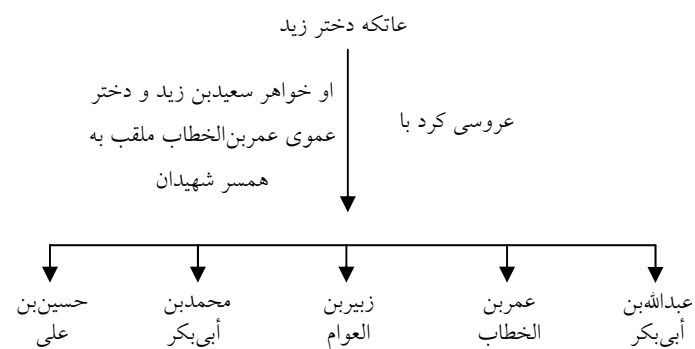 عاتکه دختر زید
عروسی کرد با
او خواهر سعیدبن زید و دختر
عموی عمربن‌الخطاب ملقب به
همسر شهیدان
عبدالله‌بن
أبی‌بکر
عمربن
الخطاب
زبیربن
العوام
محمدبن
أبی‌بکر
حسین‌بن
علی